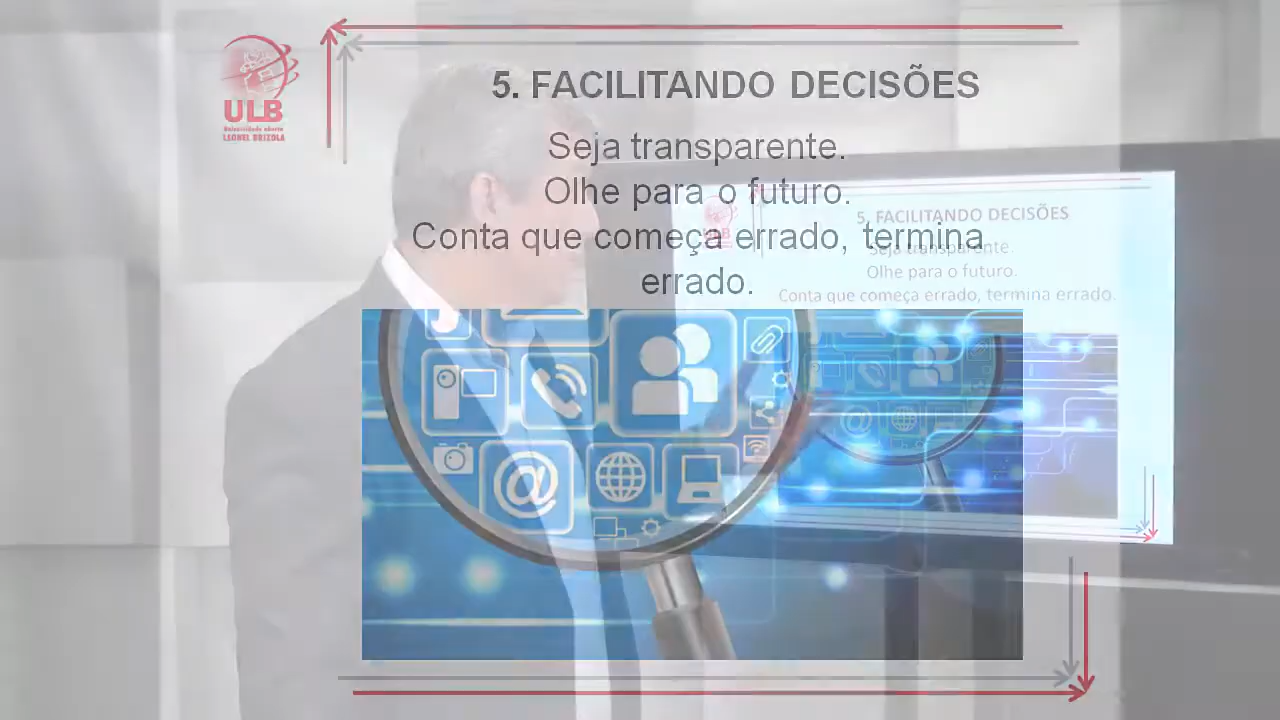 ULB
Universidade aberta
LEONEL BRIZOLA
5. FACILITANDO DECISÕES
Seja transparente.
Olhe para o futuro.
Conta que começa errado, termina
errado.
5. FACILITANDO DECISÕES
Seja transparente.
Olhe para o futuro.
Conta que começa errado, termina errado.